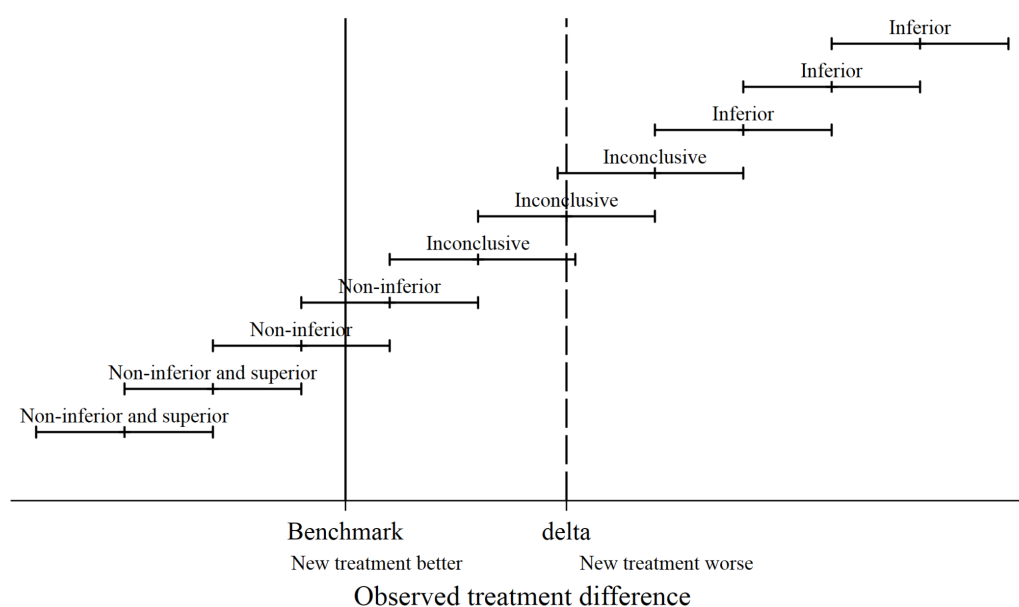 Inferior
Inferior
Inferior
Inconclusive
Inconclusive
Inconclusive
Non-inferior
Non-inferior
Non-inferior and superior
Non-inferior and superior
Benchmark delta
New treatment better New treatment worse
Observed treatment difference